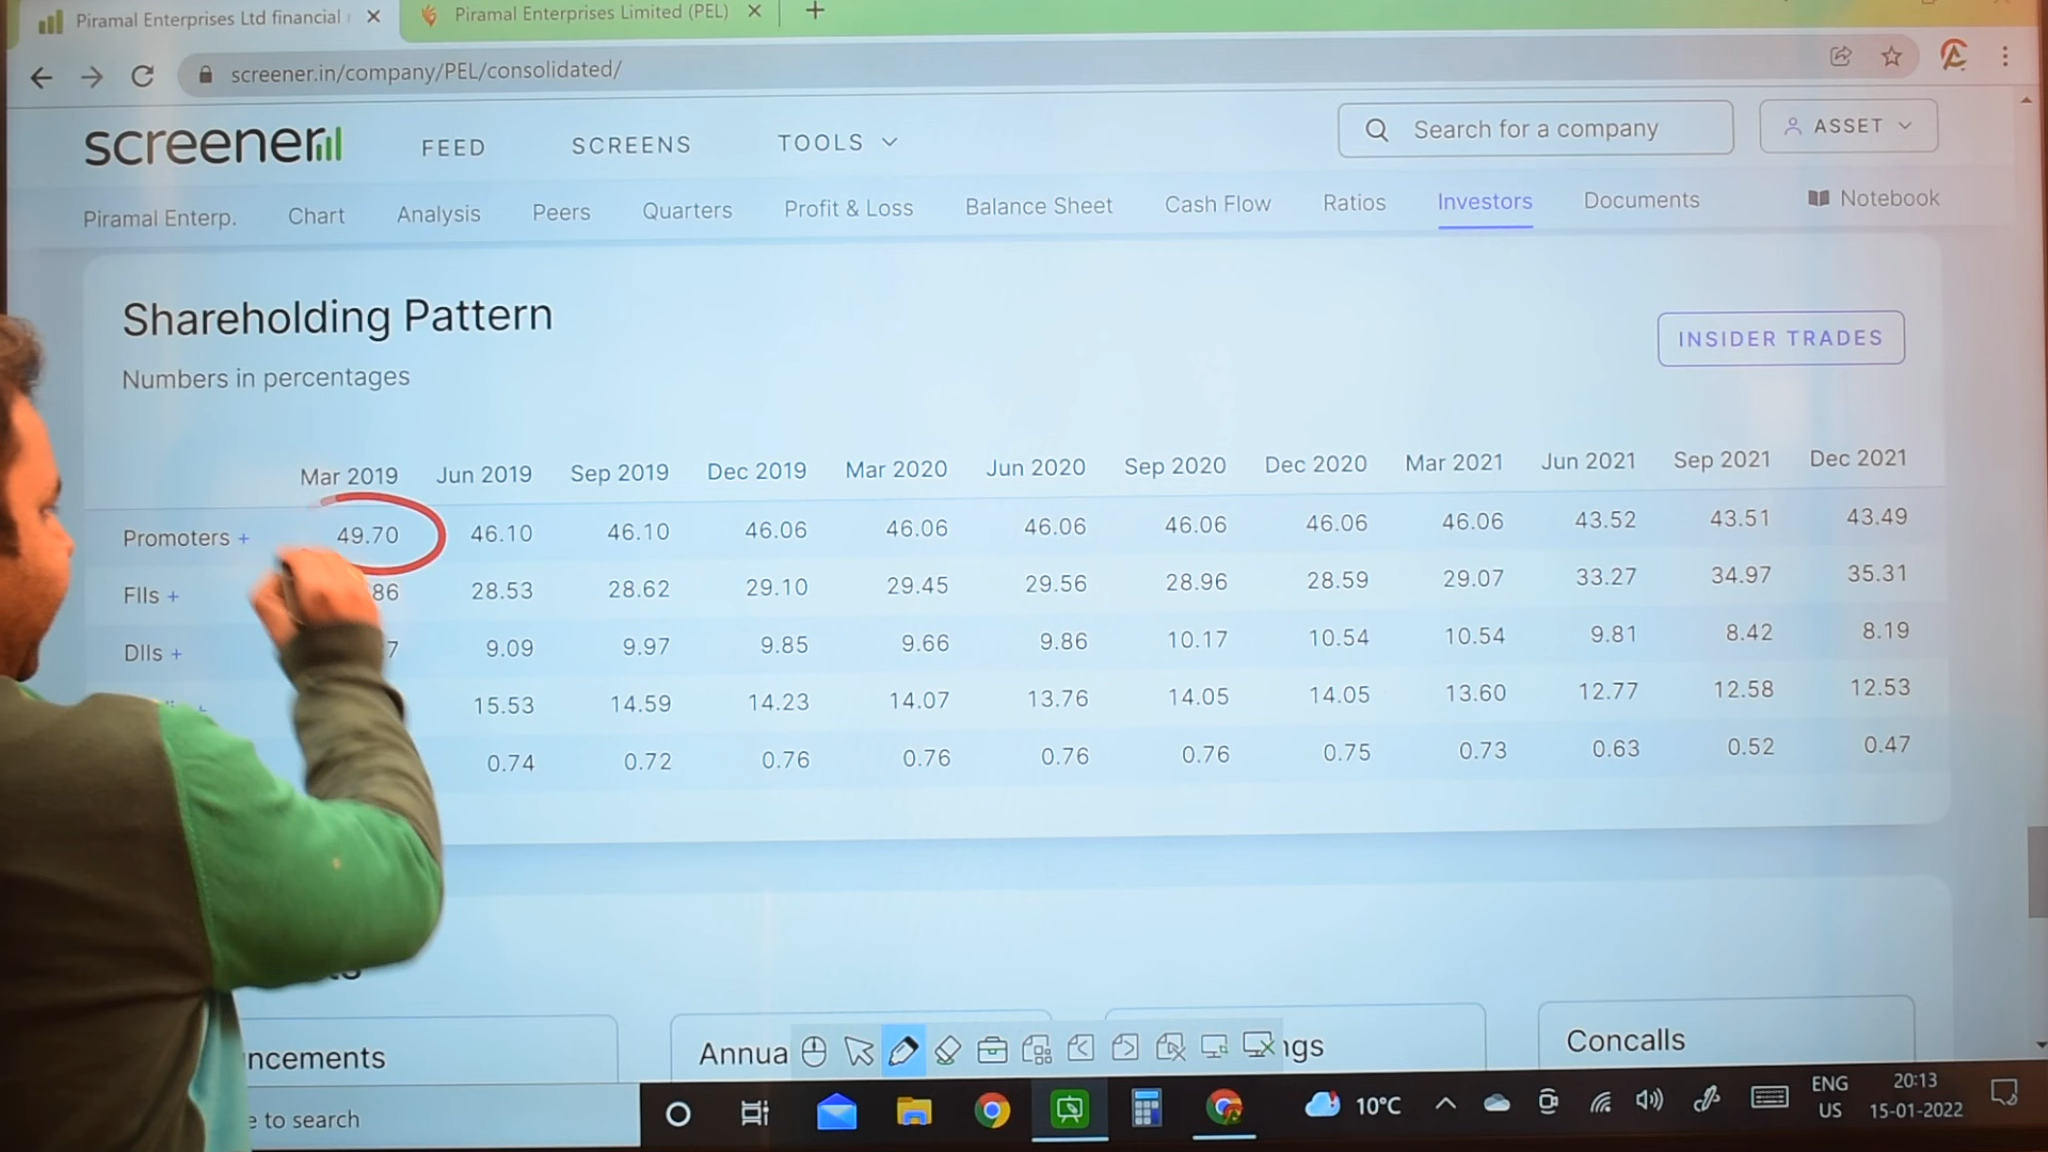 Piramal Enterprises Ltd financial
Piramal Enterprises Limited (PEL)
screener.in/company/PEL/consolidated/
screener
FEED SCREENS TOOLS
Search for a company
ASSET
Piramal Enterp. Chart Analysis Peers Quarters Profit & Loss Balance Sheet Cash Flow Ratios Investors Documents Notebook
Shareholding Pattern
INSIDER TRADES
Numbers in percentages
Mar 2019 Jun 2019 Sep 2019 Dec 2019 Mar 2020 Jun 2020 Sep 2020 Dec 2020 Mar 2021 Jun 2021 Sep 2021 Dec 2021
Promoters + 49.70 46.10 46.10 46.06 46.06 46.06 46.06 46.06 46.06 43.52 43.51 43.49
FIIs + 86 28.53 28.62 29.10 29.45 29.56 28.96 28.59 29.07 33.27 34.97 35.31
DIIs + 7 9.09 9.97 9.85 9.66 9.86 10.17 10.54 10.54 9.81 8.42 8.19
15.53 14.59 14.23 14.07 13.76 14.05 14.05 13.60 12.77 12.58 12.53
0.74 0.72 0.76 0.76 0.76 0.76 0.75 0.73 0.63 0.52 0.47
ncements Annua ngs Concalls
e to search
10°C
ENG
US
20:13
15-01-2022